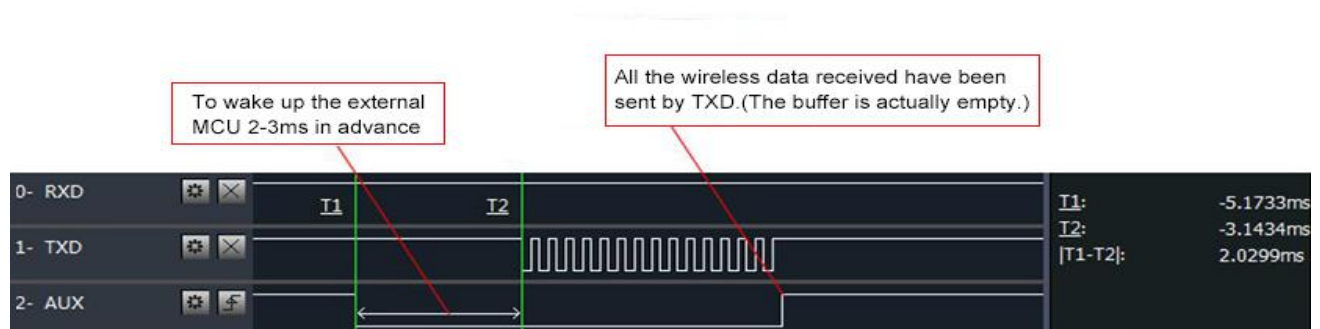 To wake up the external
MCU 2-3ms in advance
All the wireless data received have been
sent by TXD.(The buffer is actually empty.)
0- RXD
T1
T2
1- TXD
2- AUX
T1: -5.1733ms
T2: -3.1434ms
|T1-T2|: 2.0299ms